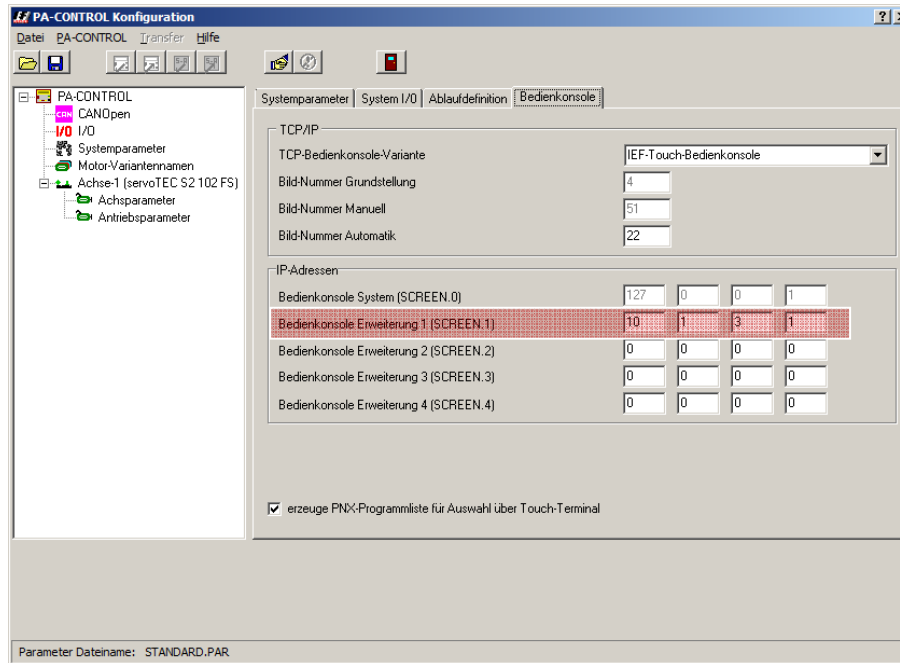 PA-CONTROL Konfiguration
Datei PA-CONTROL Transfer Hilfe
PA-CONTROL
CAN CANOpen
I/O I/O
Systemparameter
Motor-Variantennamen
Achse-1 (servoTEC S2 102 FS)
Achsparameter
Antriebsparameter
Systemparameter System I/0 Ablaufdefinition Bedienkonsole
TCP/IP
TCP-Bedienkonsole-Variante IEF-Touch-Bedienkonsole
Bild-Nummer Grundstellung 4
Bild-Nummer Manuell 51
Bild-Nummer Automatik 22
IP-Adressen
Bedienkonsole System (SCREEN.0) 127 0 0 1
Bedienkonsole Erweiterung 1 (SCREEN.1) 10 1 3 1
Bedienkonsole Erweiterung 2 (SCREEN.2) 0 0 0 0
Bedienkonsole Erweiterung 3 (SCREEN.3) 0 0 0 0
Bedienkonsole Erweiterung 4 (SCREEN.4) 0 0 0 0
erzeuge PNX-Programmliste für Auswahl über Touch-Terminal
Parameter Dateiname: STANDARD.PAR